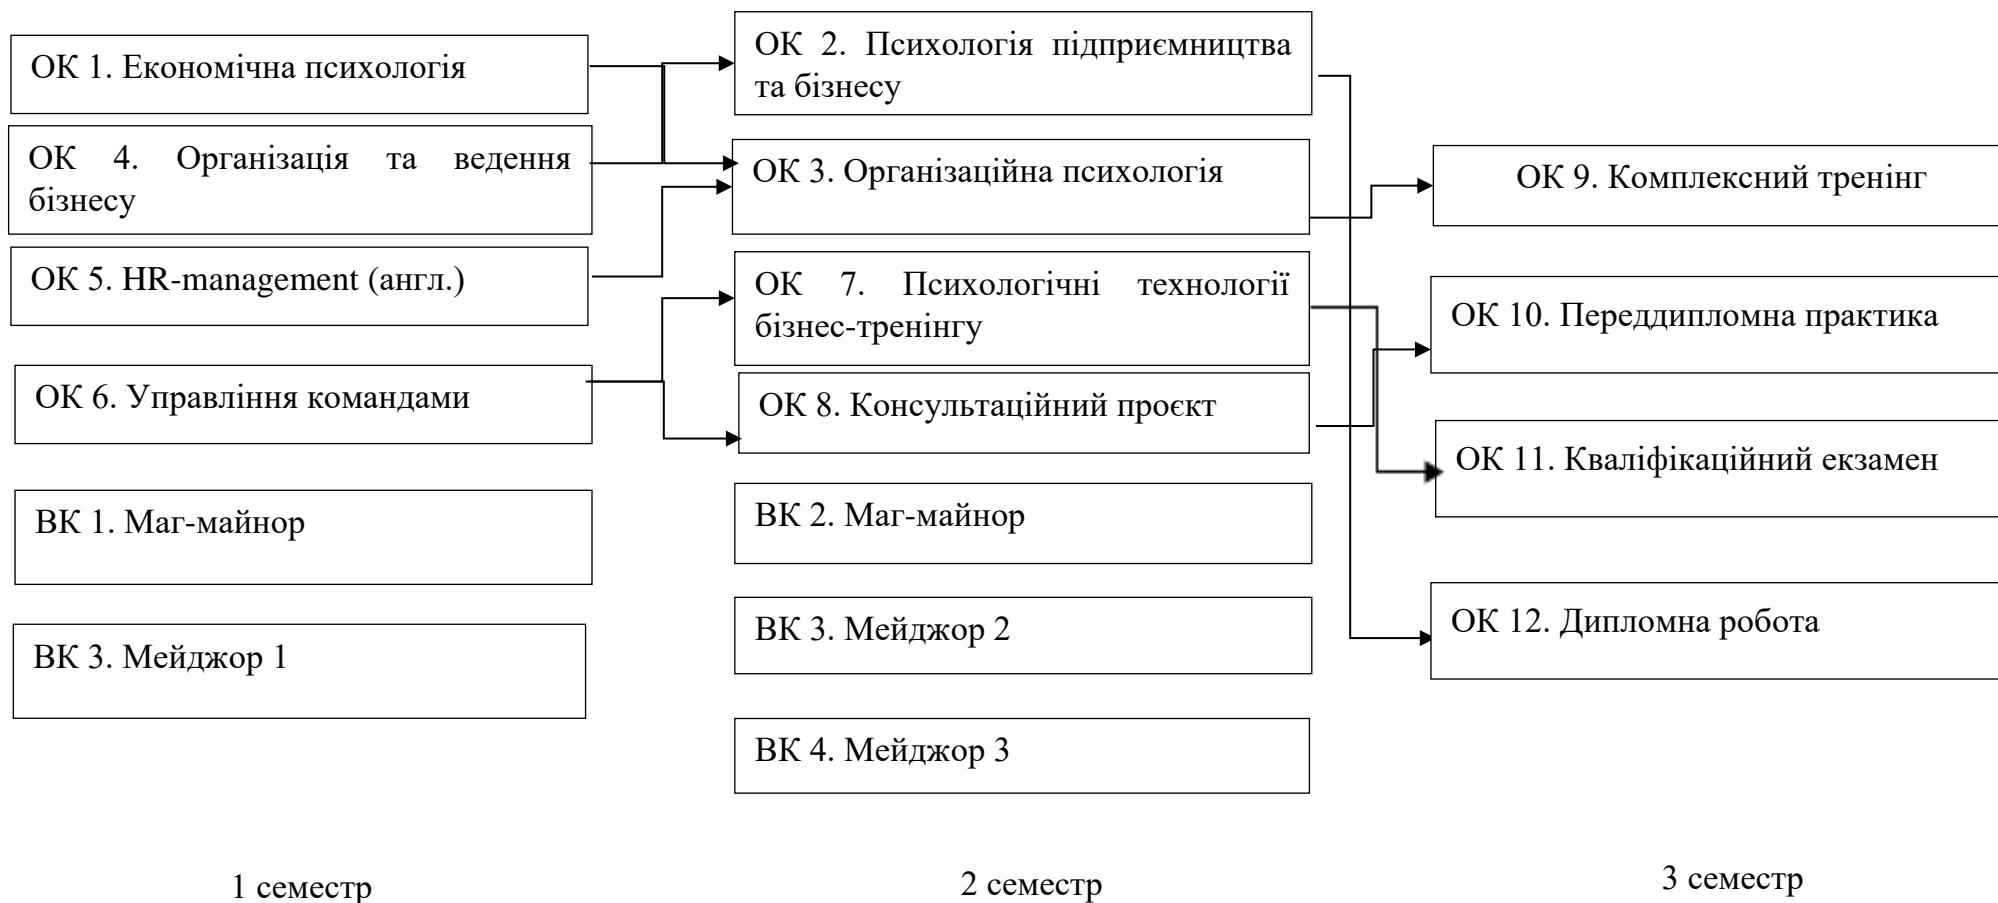 ОК 1. Економічна психологія
ОК 4. Організація та ведення
бізнесу
ОК 5. HR-management (англ.)
ОК 6. Управління командами
ВК 1. Маг-майнор
ВК 3. Мейджор 1
1 семестр
ОК 2. Психологія підприємництва
та бізнесу
ОК 3. Організаційна психологія
ОК 7. Психологічні технології
бізнес-тренінгу
ОК 8. Консультаційний проєкт
ВК 2. Маг-майнор
ВК 3. Мейджор 2
ВК 4. Мейджор 3
2 семестр
ОК 9. Комплексний тренінг
ОК 10. Переддипломна практика
ОК 11. Кваліфікаційний екзамен
ОК 12. Дипломна робота
3 семестр